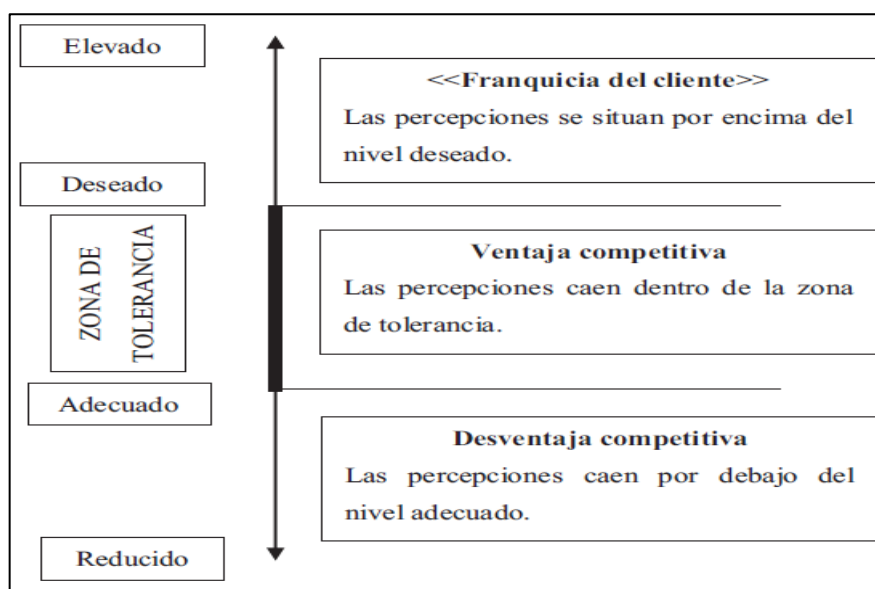 Elevado
<<Franquicia del cliente>>
Las percepciones se situan por encima del
nivel deseado.
Deseado
ZONA DE
TOLERANCIA
Ventaja competitiva
Las percepciones caen dentro de la zona
de tolerancia.
Adecuado
Desventaja competitiva
Las percepciones caen por debajo del
nivel adecuado.
Reducido